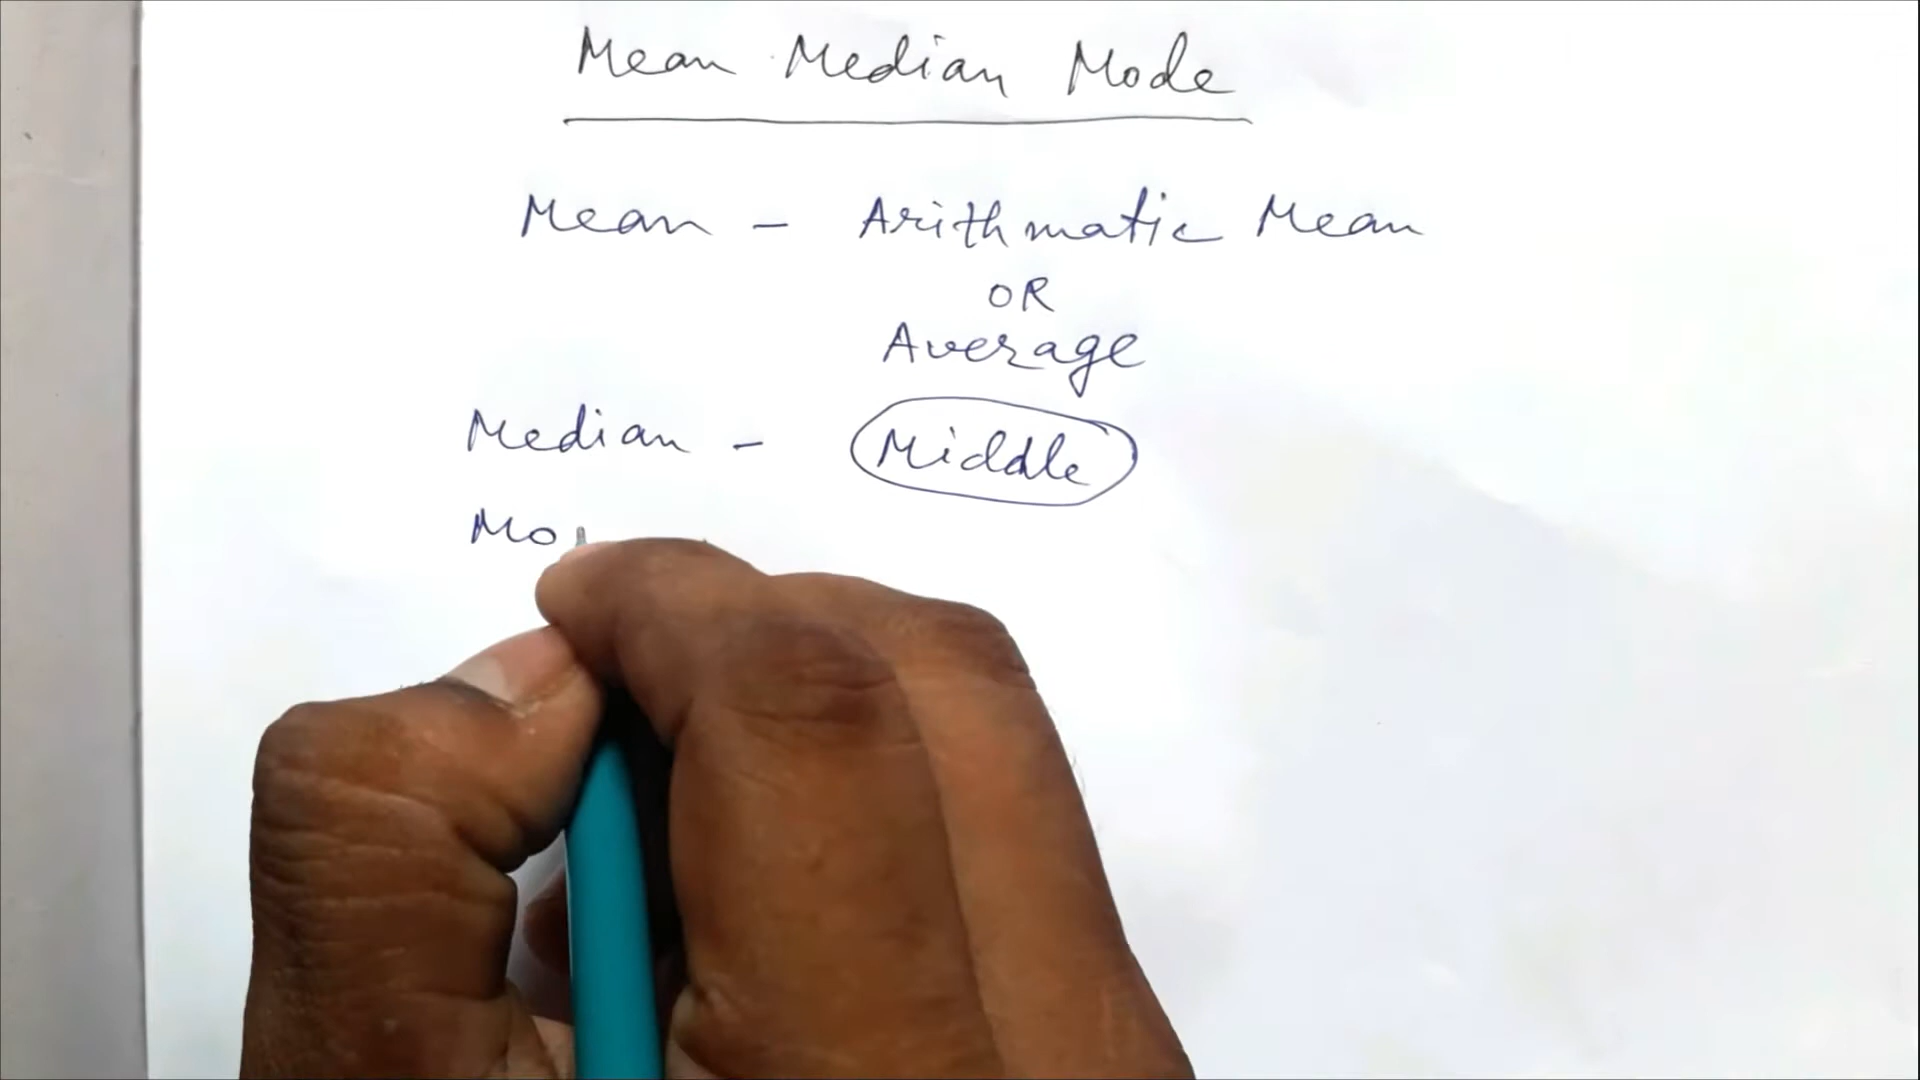 Mean Median Mode
Mean - Arithmatic Mean
OR
Average
Median - Middle
Mo